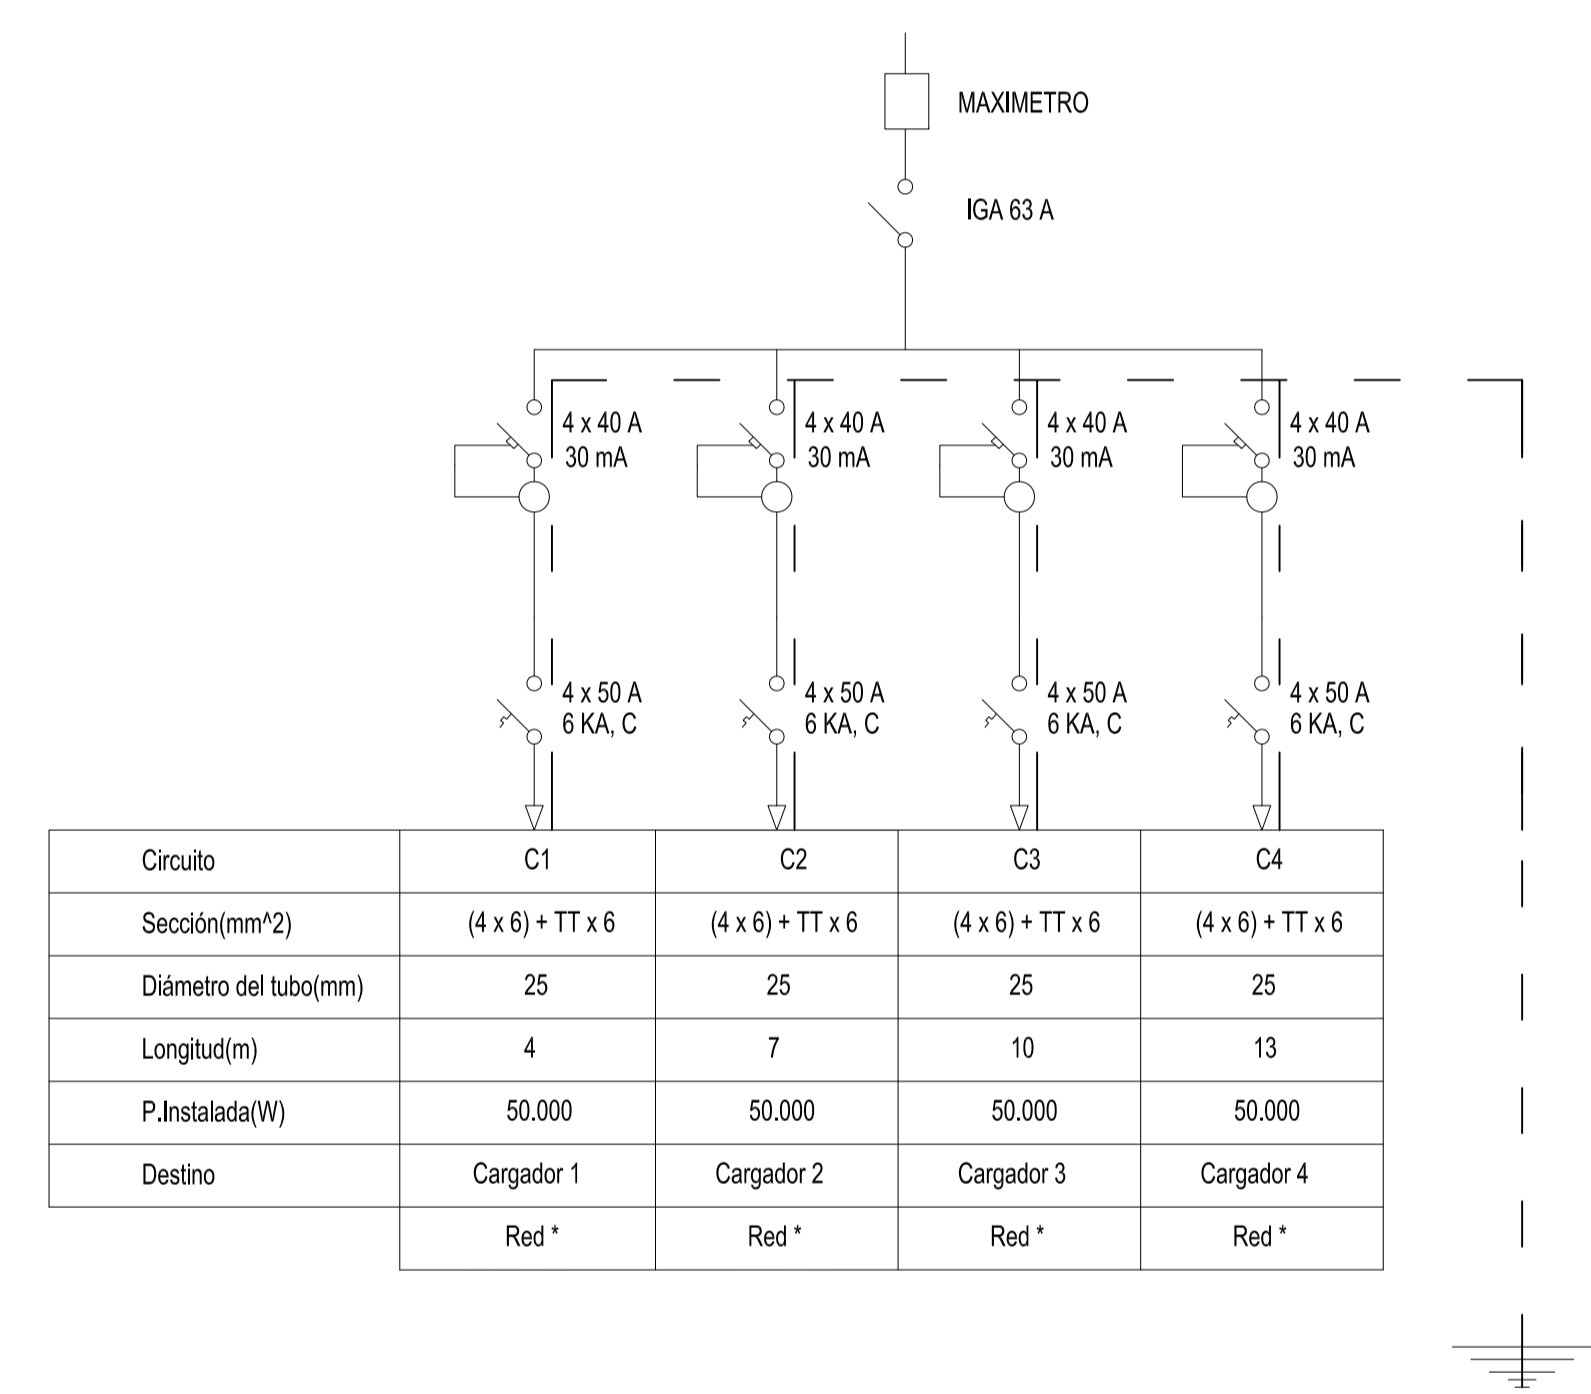 MAXIMETRO
IGA 63 A
4 x 40 A
30 mA
4 x 40 A
30 mA
4 x 40 A
30 mA
4 x 40 A
30 mA
4 x 50 A
6 KA, C
4 x 50 A
6 KA, C
4 x 50 A
6 KA, C
4 x 50 A
6 KA, C
Circuito C1 C2 C3 C4
Sección(mm^2) (4 x 6) + TT x 6 (4 x 6) + TT x 6 (4 x 6) + TT x 6 (4 x 6) + TT x 6
Diámetro del tubo(mm) 25 25 25 25
Longitud(m) 4 7 10 13
P.Instalada(W) 50.000 50.000 50.000 50.000
Destino Cargador 1 Cargador 2 Cargador 3 Cargador 4
Red * Red * Red * Red *